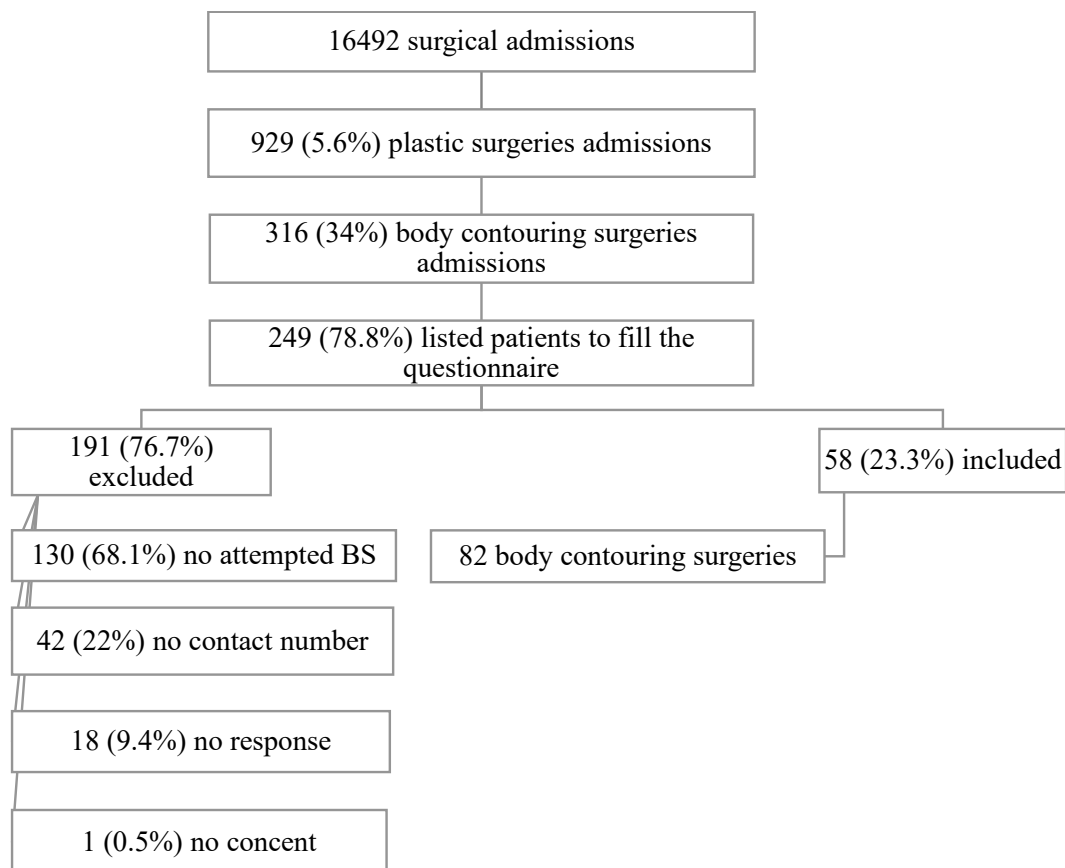 16492 surgical admissions
929 (5.6%) plastic surgeries admissions
316 (34%) body contouring surgeries
admissions
249 (78.8%) listed patients to fill the
questionnaire
191 (76.7%)
excluded
58 (23.3%) included
130 (68.1%) no attempted BS
82 body contouring surgeries
42 (22%) no contact number
18 (9.4%) no response
1 (0.5%) no concent